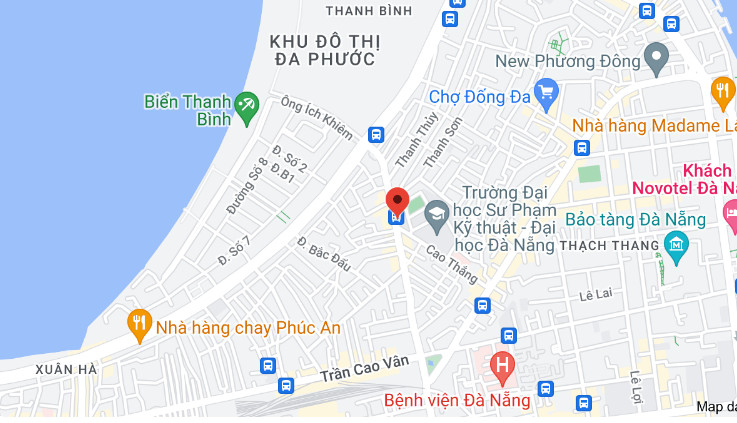 THANH BÌNH
KHU ĐÔ THỊ
ĐA PHƯỚC
New Phương Đông
Biển Thanh
Bình
Chợ Đống Đa
Ông Ích Khiêm
Thanh Thủy
Thanh Sơn
Nhà hàng Madame Lâ
Đ. Số 2
Đ.B1
Đường Số 8
Khách
Novotel Đà Nẵ
Trường Đại
học Sư Phạm
Kỹ thuật - Đại
học Đà Nẵng
Bảo tàng Đà Nẵng
THẠCH THANG
Đ. Số 7
Đ. Bắc Đẩu
Cao Thắng
Lê Lai
Nhà hàng chay Phúc An
XUÂN HÀ
Trần Cao Vân
H
Bệnh viện Đà Nẵng
Lê Lợi
Map da